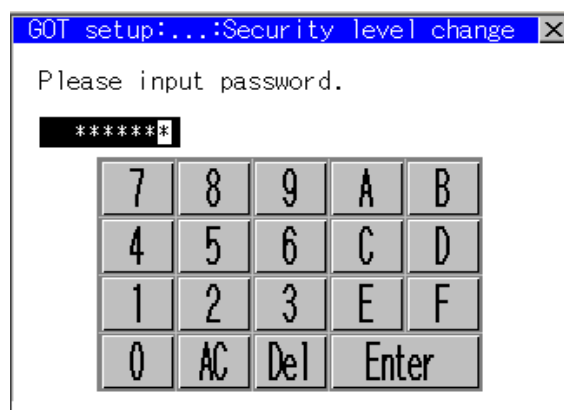 GOT setup:...:Security level change ×
Please input password.
*******
7 8 9 A B
4 5 6 C D
1 2 3 E F
0 AC Del Enter